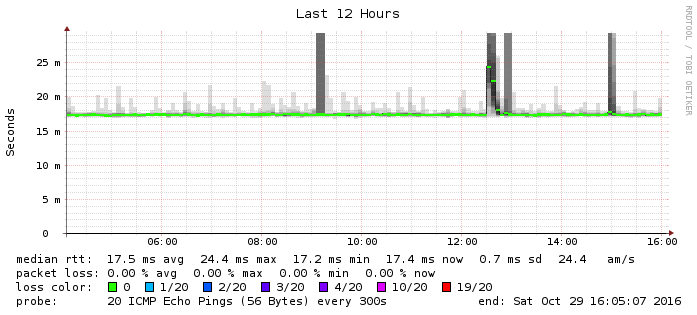 Last 12 Hours
RRDTOOL / TOBI OETIKER
Seconds
25 m
20 m
15 m
10 m
5 m
0
06:00 08:00 10:00 12:00 14:00 16:00
median rtt: 17.5 ms avg 24.4 ms max 17.2 ms min 17.4 ms now 0.7 ms sd 24.4 am/s
packet loss: 0.00 % avg 0.00 % max 0.00 % min 0.00 % now
loss color: 0 1/20 2/20 3/20 4/20 10/20 19/20
probe: 20 ICMP Echo Pings (56 Bytes) every 300s end: Sat Oct 29 16:05:07 2016